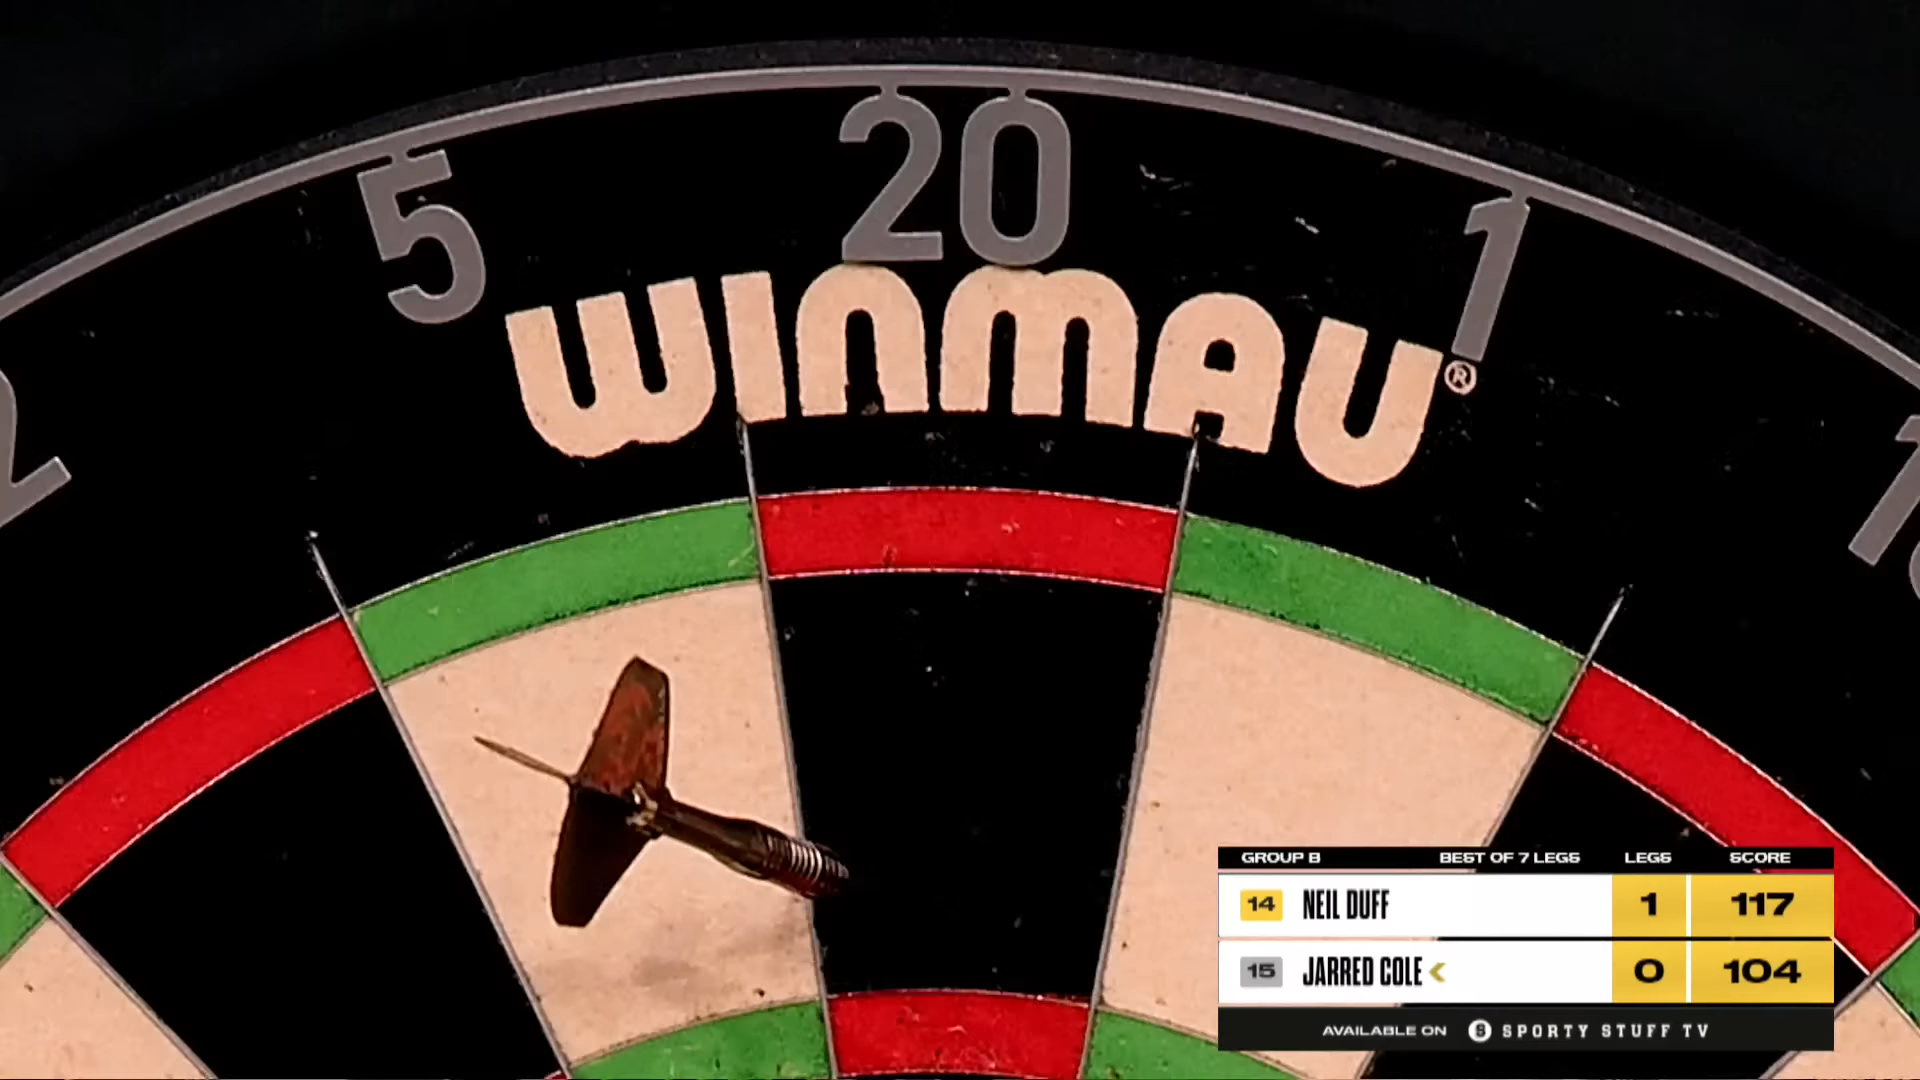 5 20 1
WINMAU®
GROUP B BEST OF 7 LEGS LEGS SCORE
14 NEIL DUFF 1 117
15 JARRED COLE 0 104
AVAILABLE ON S SPORTY STUFF TV